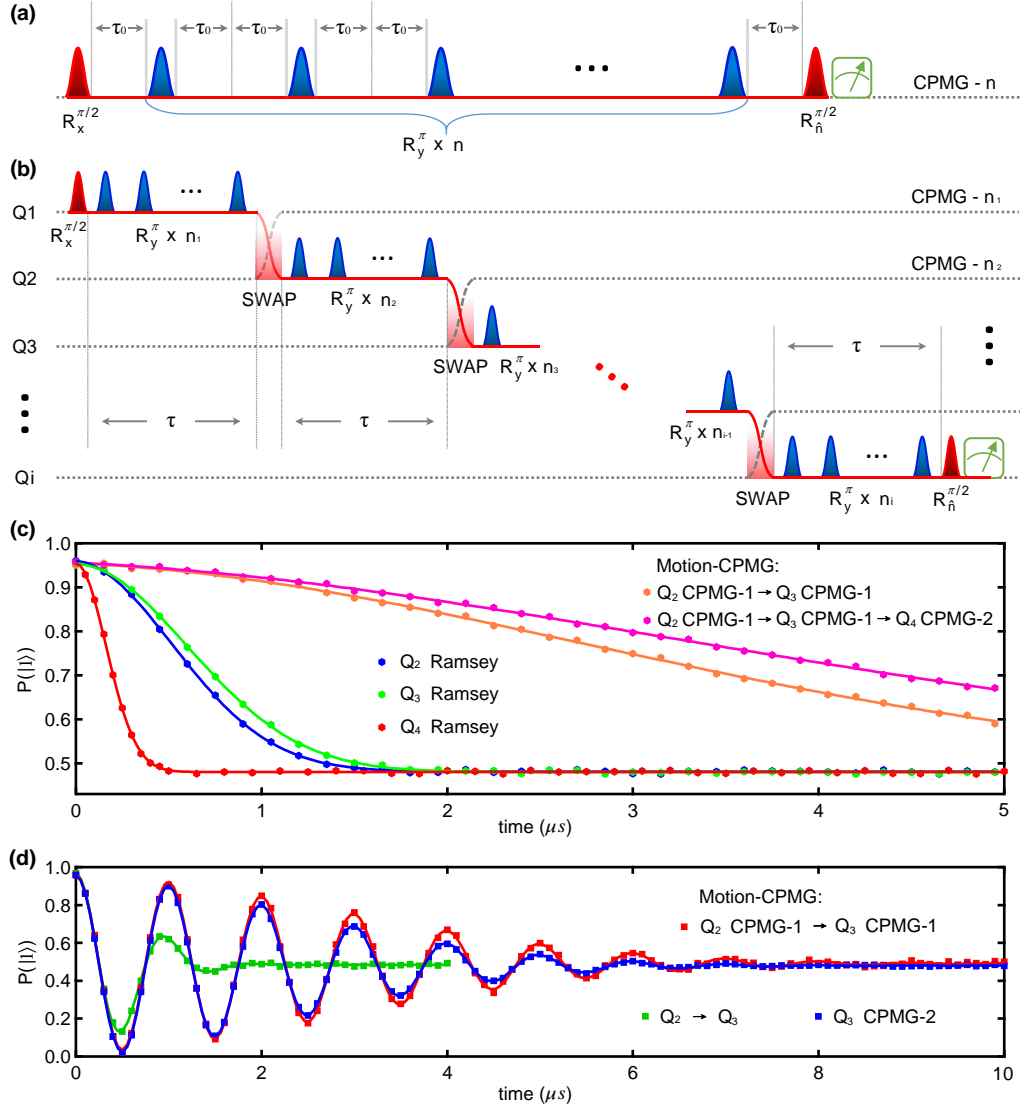 (a)
τ₀ τ₀ τ₀ τ₀ τ₀ τ₀
CPMG - n
R_x^{π/2} R_y^π x n R_n̂^{π/2}
(b)
Q1 CPMG - n₁
R_x^{π/2} R_y^π x n₁
Q2 CPMG - n₂
SWAP R_y^π x n₂
Q3
SWAP R_y^π x n₃
τ
τ τ
R_y^π x n_{i-1}
Qi
SWAP R_y^π x n_i R_n̂^{π/2}
(c)
1.0
0.9
0.8
0.7
0.6
0.5
P(|1⟩)
Motion-CPMG:
Q₂ CPMG-1 → Q₃ CPMG-1
Q₂ CPMG-1 → Q₃ CPMG-1 → Q₄ CPMG-2
Q₂ Ramsey
Q₃ Ramsey
Q₄ Ramsey
0 1 2 3 4 5
time (μs)
(d)
1.0
0.8
0.6
0.4
0.2
0.0
P(|1⟩)
Motion-CPMG:
Q₂ CPMG-1 → Q₃ CPMG-1
Q₂ → Q₃ Q₃ CPMG-2
0 2 4 6 8 10
time (μs)